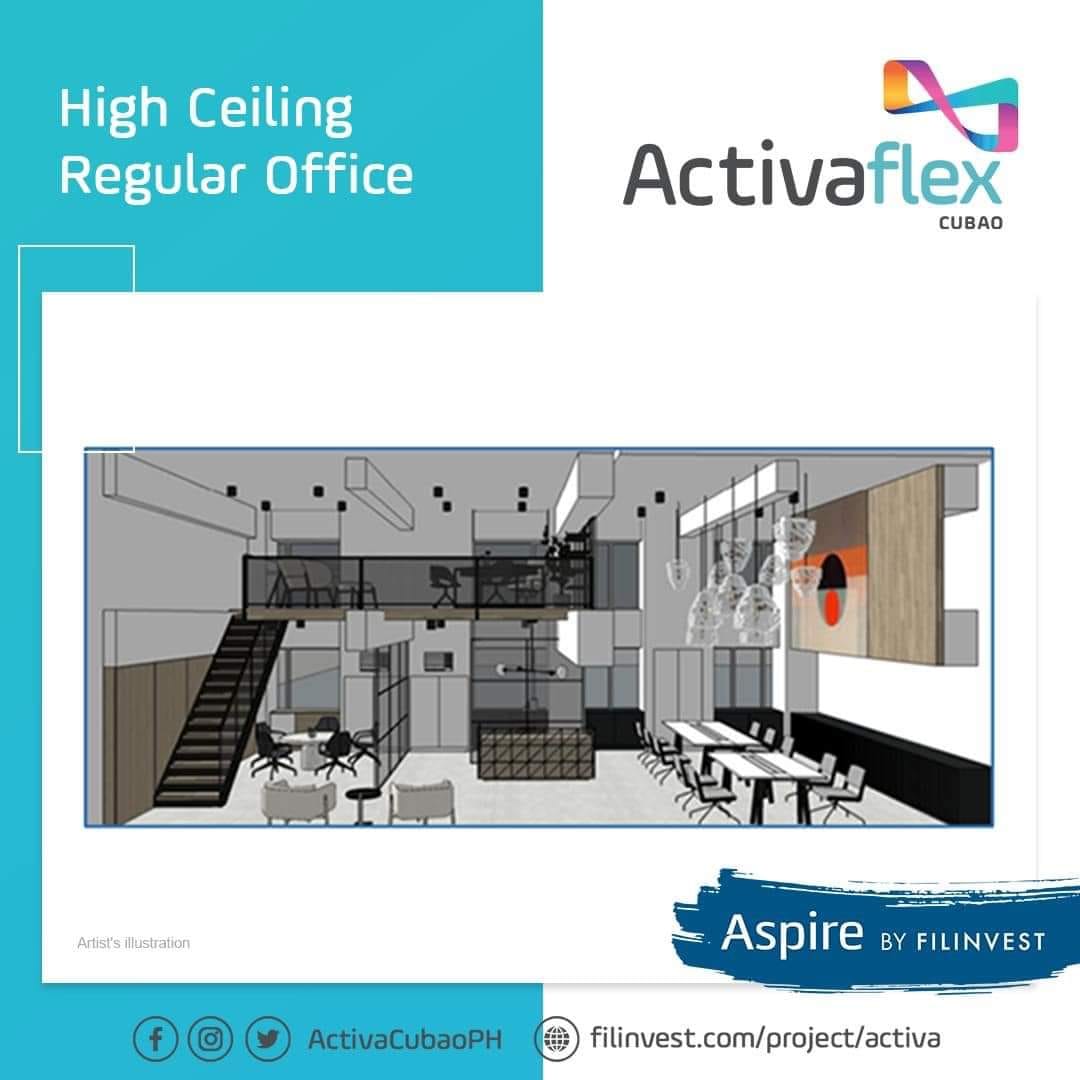 High Ceiling
Regular Office
Activaflex
CUBAO
Artist's illustration
Aspire BY FILINVEST
ActivaCubaoPH
filinvest.com/project/activa